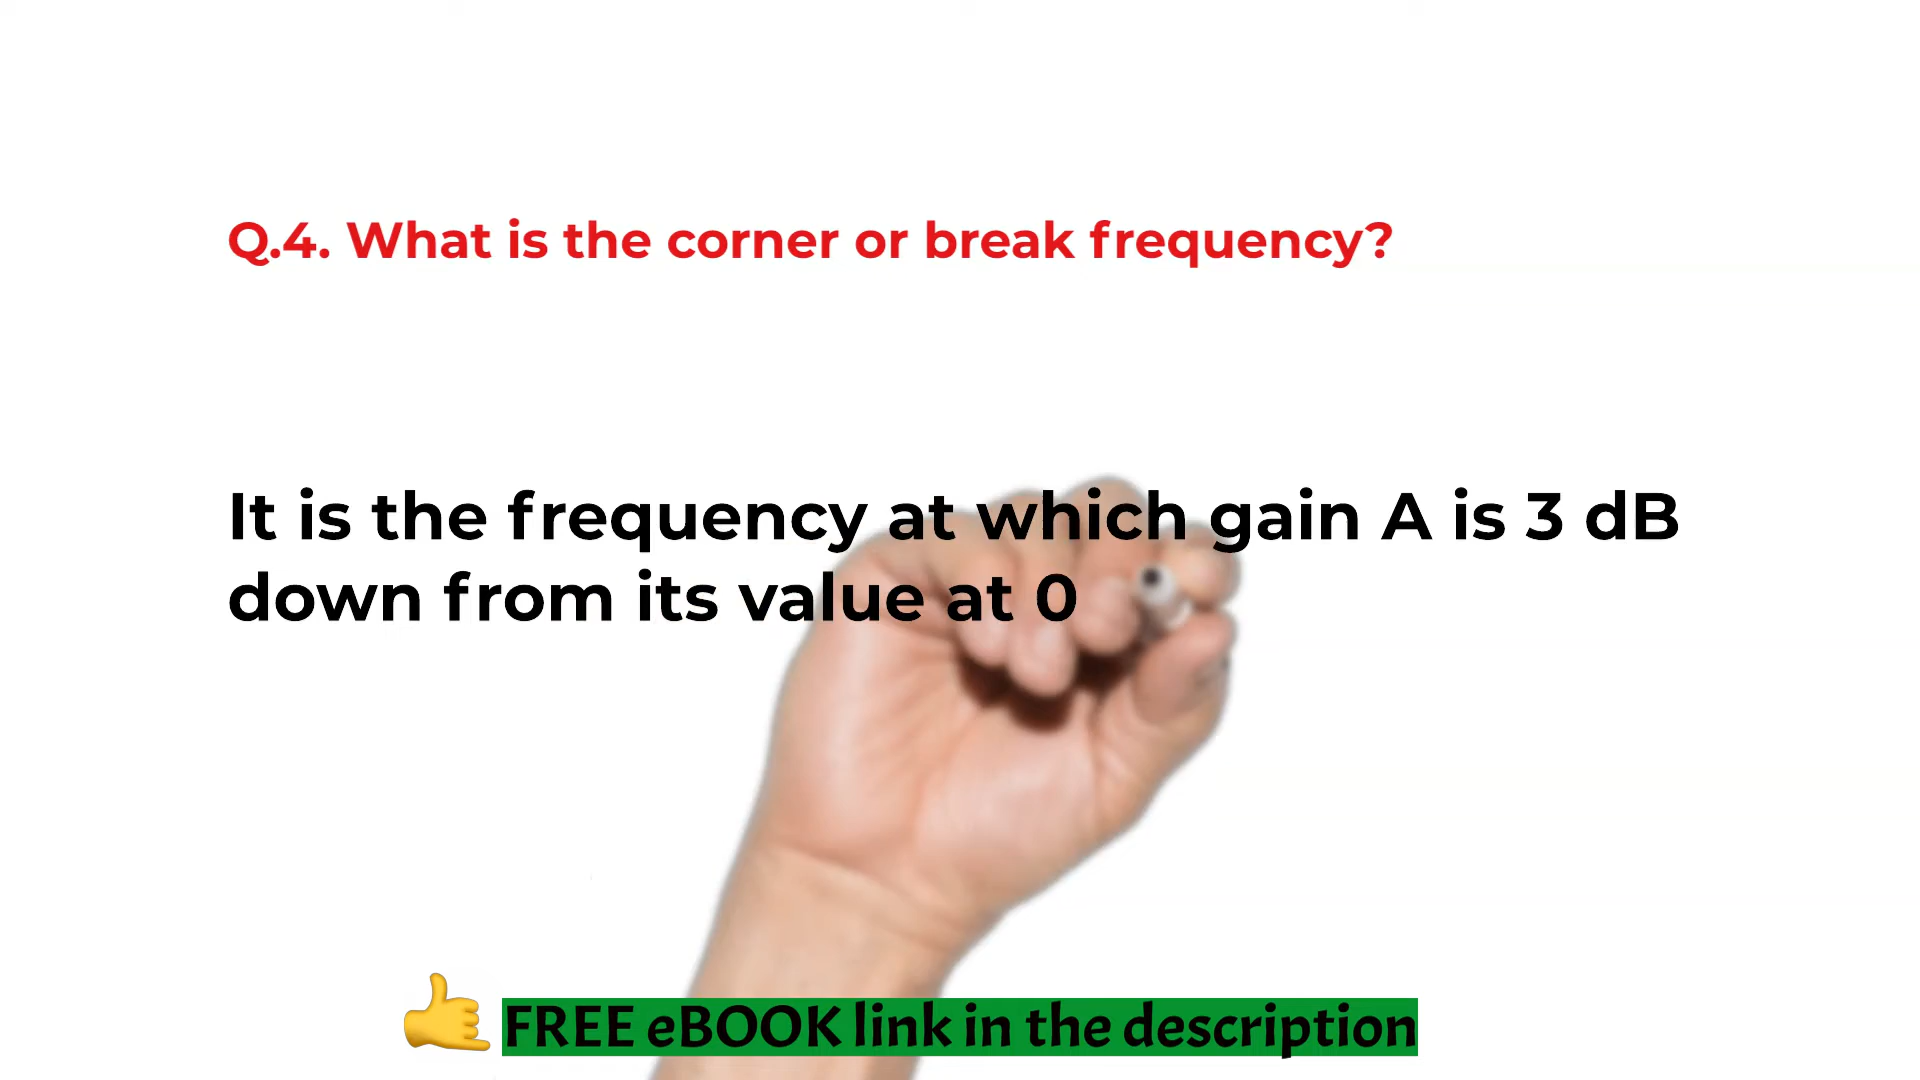 Q.4. What is the corner or break frequency?
It is the frequency at which gain A is 3 dB
down from its value at 0
FREE eBOOK link in the description